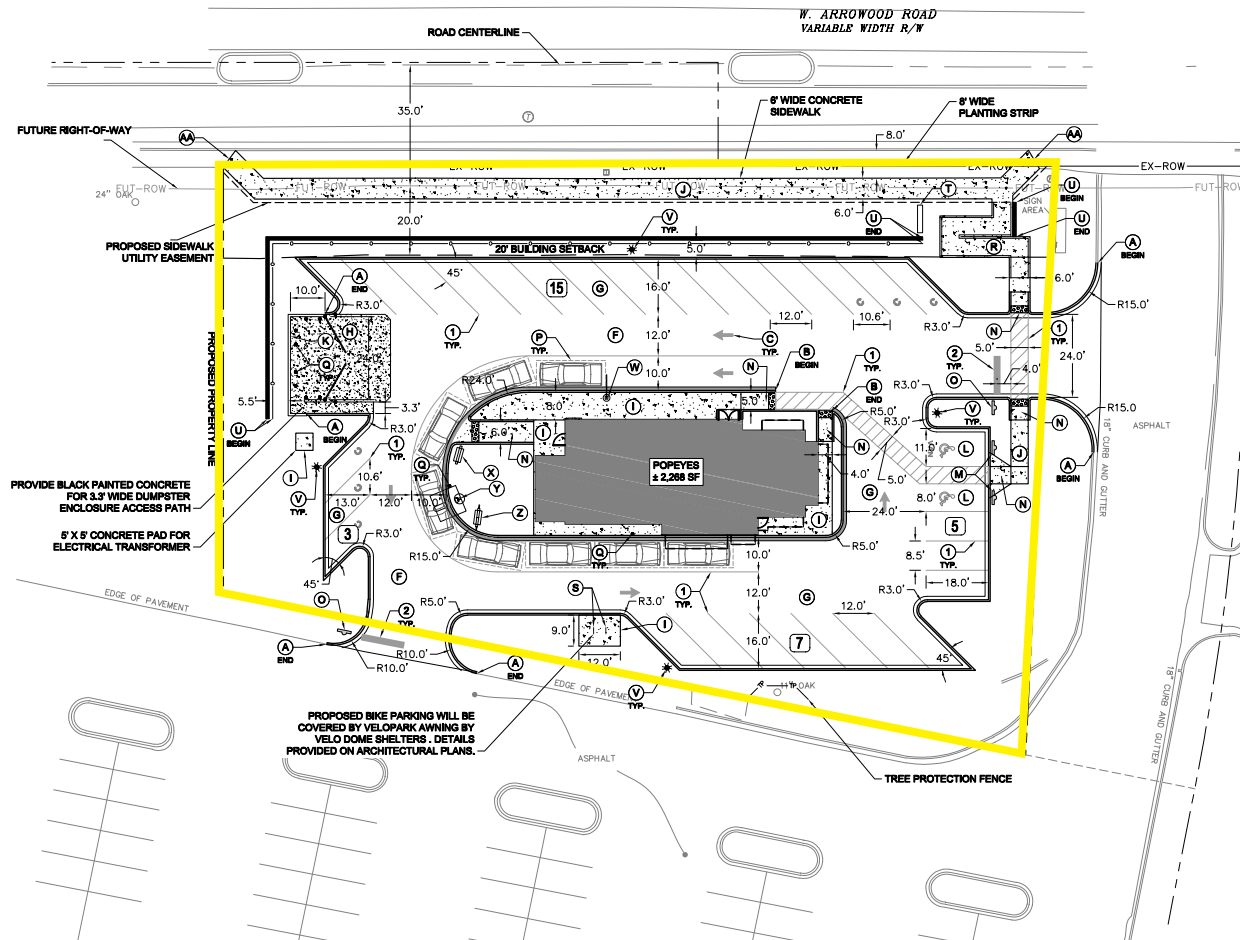 W. ARROWOOD ROAD
VARIABLE WIDTH R/W
ROAD CENTERLINE
35.0'
6' WIDE CONCRETE
SIDEWALK
8' WIDE
PLANTING STRIP
T
FUTURE RIGHT-OF-WAY
AA
8.0'
AA
EX-ROW
EX-ROW
EX-ROW
EX-ROW
EX-ROW
EX-ROW
FUT-ROW
FUT-ROW
FUT-ROW
FUT-ROW
FUT-ROW
FUT-ROW
FUT-ROW
24" OAK
J
T
U
BEGIN
SIGN
AREA
20.0'
6.0'
V
TYP.
U
END
U
END
PROPOSED SIDEWALK
UTILITY EASEMENT
20' BUILDING SETBACK
5.0'
R
A
BEGIN
A
END
45'
16.0'
6.0'
10.0'
15
G
R15.0'
R3.0'
H
K
Q
TYP.
24.0'
1
TYP.
P
TYP.
F
12.0'
C
TYP.
12.0'
10.6'
R3.0'
N
5.0'
1
TYP.
24.0'
2
TYP.
4.0'
W
10.0'
N
B
BEGIN
1
TYP.
B
END
O
R3.0'
R24.0'
8.0'
I
5.0'
R5.0'
V
TYP.
R15.0
ASPHALT
PROPOSED PROPERTY LINE
5.5'
3.3'
U
BEGIN
A
BEGIN
R3.0'
1
TYP.
6.0'
N
I
N
N
R3.0'
11.0'
L
J
A
18" CURB AND GUTTER
POPEYES
± 2,268 SF
4.0'
5.0'
M
N
X
Y
Z
Q
TYP.
10.6'
13.0'
12.0'
10.0'
G
24.0'
8.0'
L
I
V
TYP.
PROVIDE BLACK PAINTED CONCRETE
FOR 3.3' WIDE DUMPSTER
ENCLOSURE ACCESS PATH
5' X 5' CONCRETE PAD FOR
ELECTRICAL TRANSFORMER
G
3
R3.0'
I
5
R15.0'
Q
TYP.
10.0'
R5.0'
8.5'
1
TYP.
18.0'
45'
F
S
1
TYP.
12.0'
G
EDGE OF PAVEMENT
O
2
TYP.
R5.0'
R3.0'
12.0'
R3.0'
9.0'
I
16.0'
7
A
END
R10.0'
R10.0'
A
END
12.0'
45'
EDGE OF PAVEMENT
V
TYP.
11" OAK
18" CURB AND GUTTER
PROPOSED BIKE PARKING WILL BE
COVERED BY VELOPARK AWNING BY
VELO DOME SHELTERS . DETAILS
PROVIDED ON ARCHITECTURAL PLANS.
ASPHALT
TREE PROTECTION FENCE